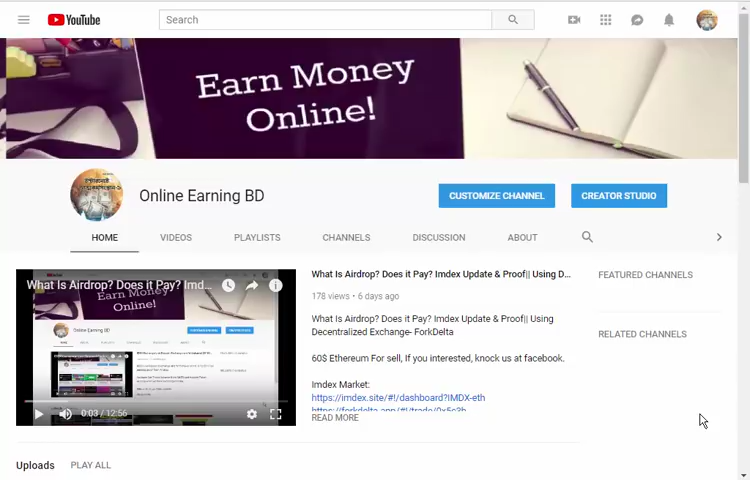 YouTube
Search
Earn Money
Online!
Online Earning BD
CUSTOMIZE CHANNEL
CREATOR STUDIO
HOME
VIDEOS
PLAYLISTS
CHANNELS
DISCUSSION
ABOUT
What Is Airdrop? Does it Pay? Imd...
0:03 / 12:56
What Is Airdrop? Does it Pay? Imdex Update & Proof|| Using D...
178 views • 6 days ago
What Is Airdrop? Does it Pay? Imdex Update & Proof|| Using
Decentralized Exchange- ForkDelta
60$ Ethereum For sell, If you interested, knock us at facebook.
Imdex Market:
https://imdex.site/#!/dashboard?IMDX-eth
READ MORE
FEATURED CHANNELS
RELATED CHANNELS
Uploads
PLAY ALL